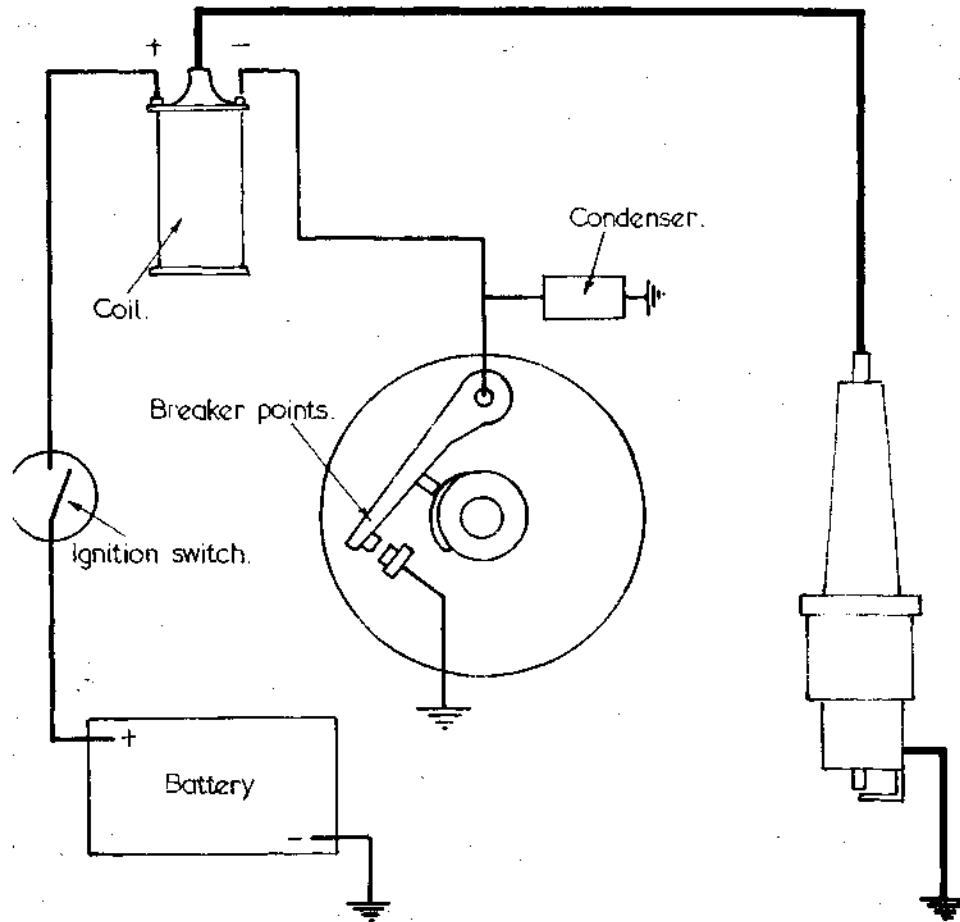 + −
Condenser.
Coil.
Breaker points.
Ignition switch.
+
Battery
−